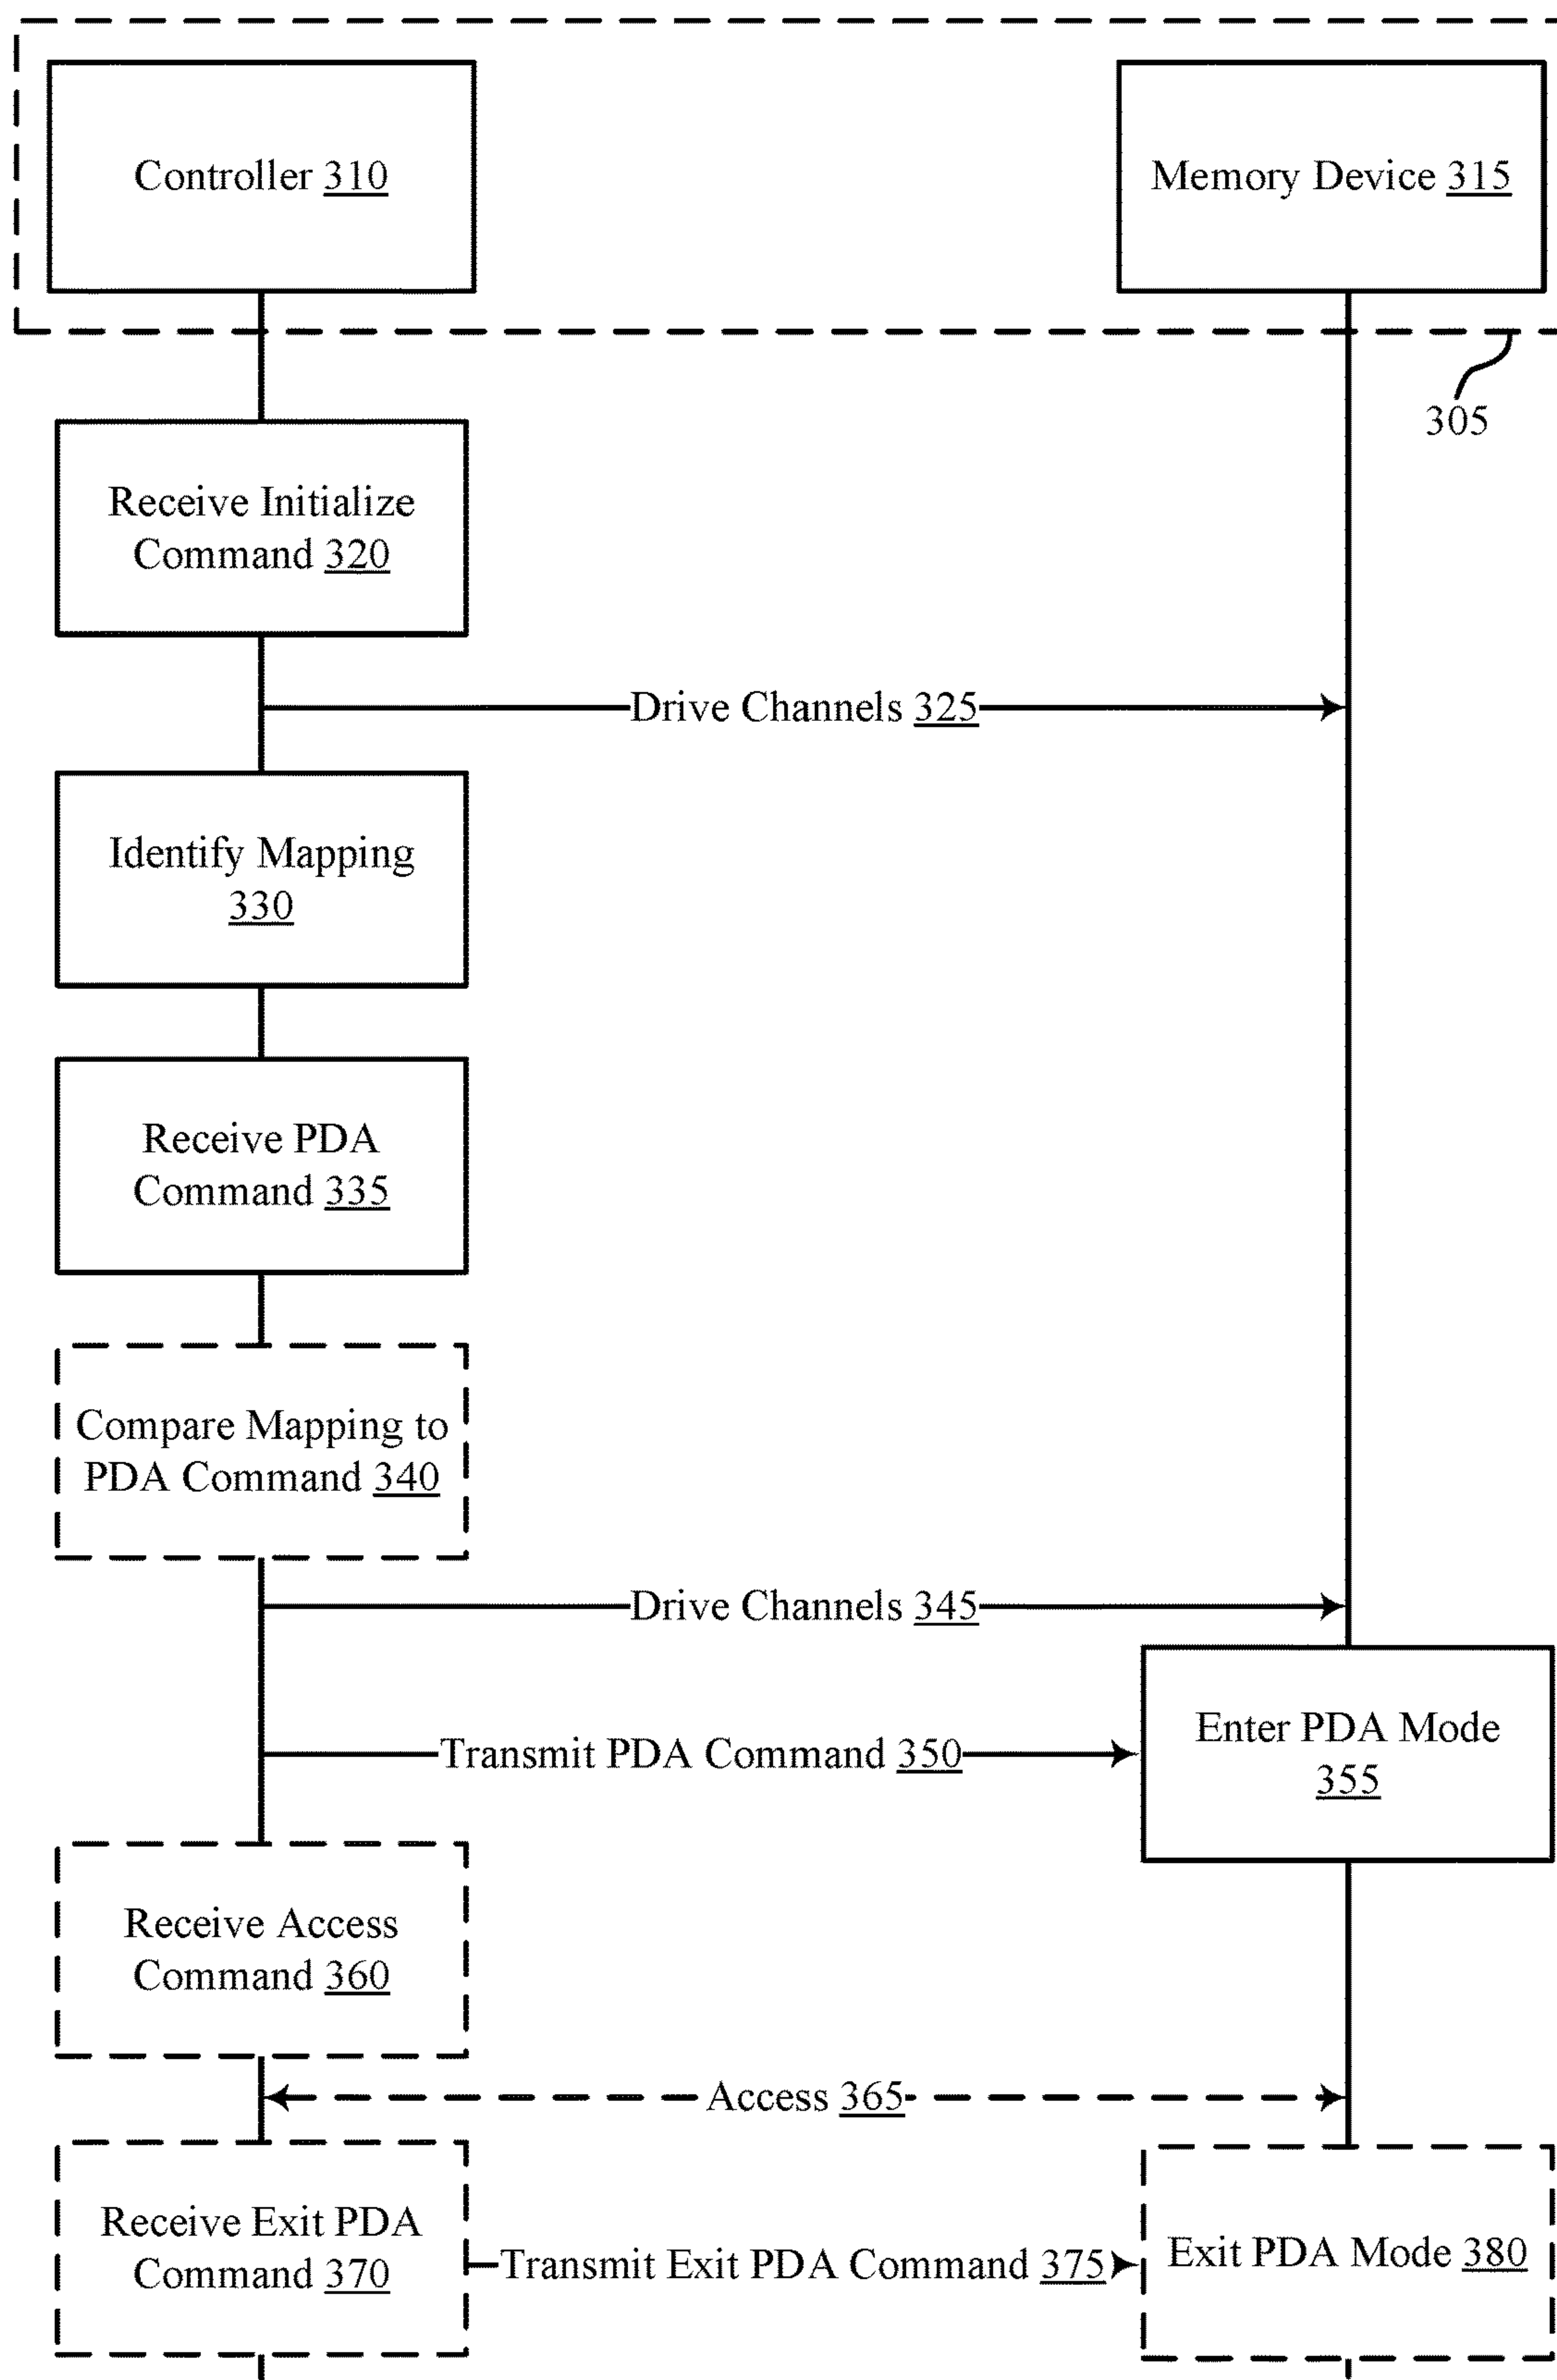 Controller 310
Memory Device 315
305
Receive Initialize
Command 320
Drive Channels 325
Identify Mapping
330
Receive PDA
Command 335
Compare Mapping to
PDA Command 340
Drive Channels 345
Enter PDA Mode
355
Transmit PDA Command 350
Receive Access
Command 360
Access 365
Receive Exit PDA
Command 370
Transmit Exit PDA Command 375
Exit PDA Mode 380